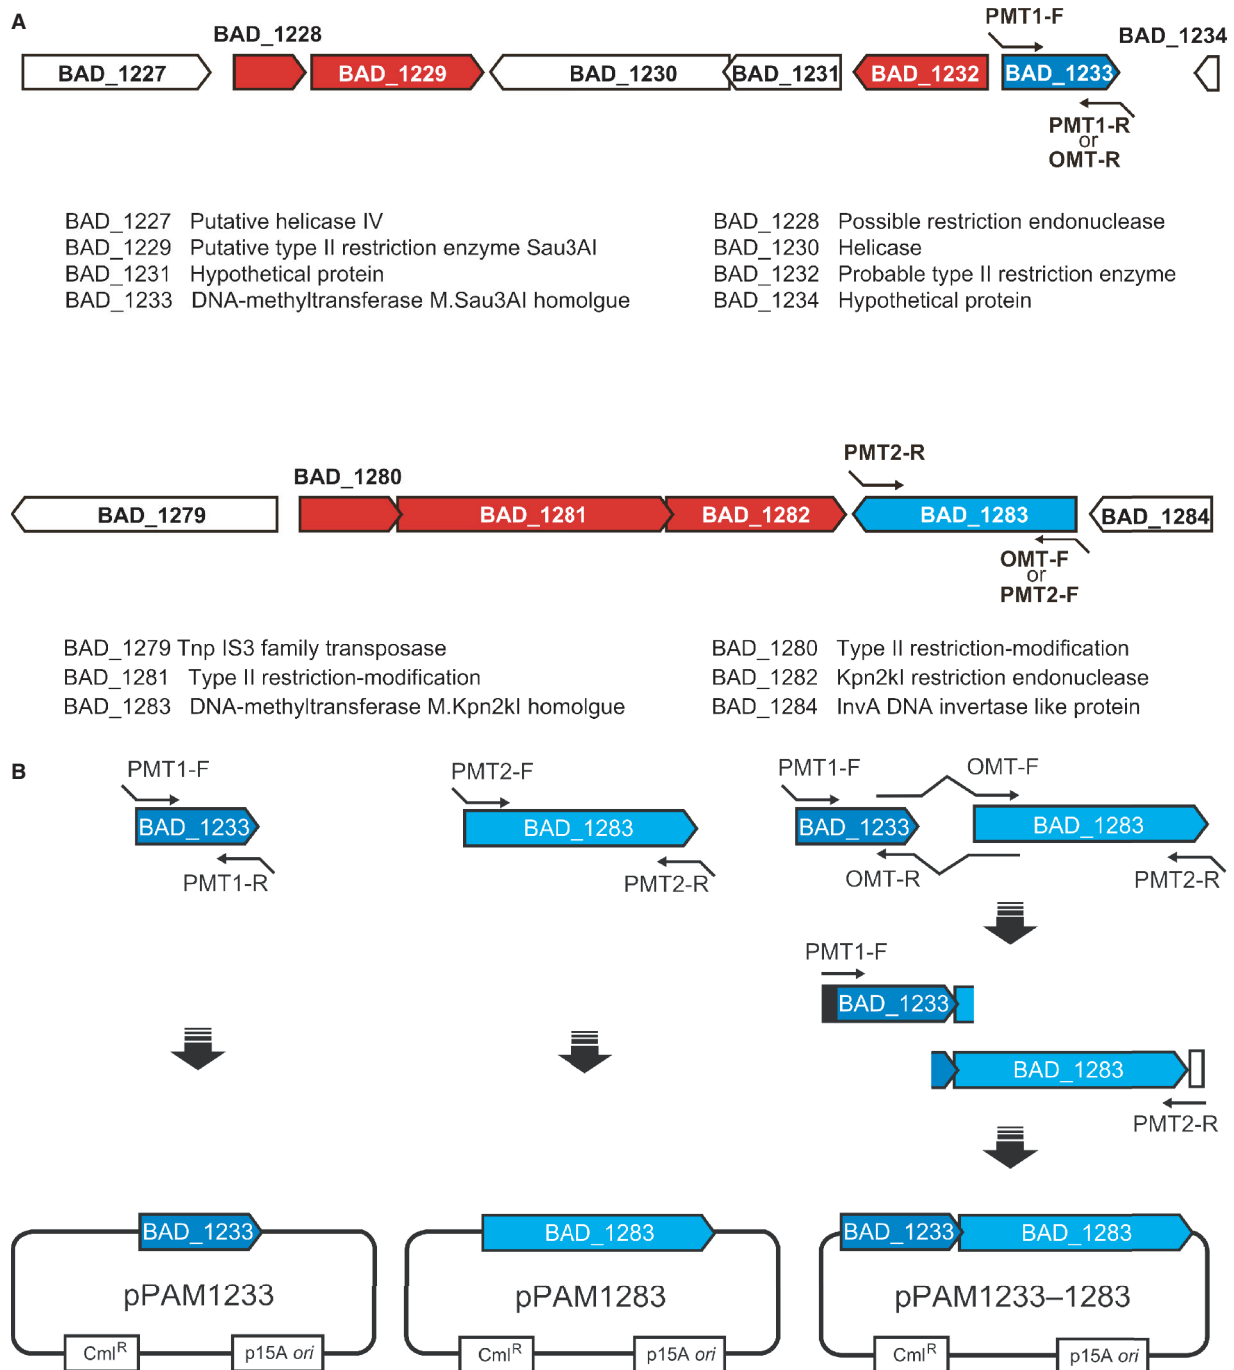 A
PMT1-F
BAD_1228
BAD_1234
BAD_1227
BAD_1229
BAD_1230
BAD_1231
BAD_1232
BAD_1233
PMT1-R
or
OMT-R
BAD_1227 Putative helicase IV
BAD_1228 Possible restriction endonuclease
BAD_1229 Putative type II restriction enzyme Sau3AI
BAD_1230 Helicase
BAD_1231 Hypothetical protein
BAD_1232 Probable type II restriction enzyme
BAD_1233 DNA-methyltransferase M.Sau3AI homolgue
BAD_1234 Hypothetical protein
PMT2-R
BAD_1280
BAD_1279
BAD_1281
BAD_1282
BAD_1283
BAD_1284
OMT-F
or
PMT2-F
BAD_1279 Tnp IS3 family transposase
BAD_1280 Type II restriction-modification
BAD_1281 Type II restriction-modification
BAD_1282 Kpn2kI restriction endonuclease
BAD_1283 DNA-methyltransferase M.Kpn2kI homolgue
BAD_1284 InvA DNA invertase like protein
B
PMT1-F
PMT2-F
PMT1-F
OMT-F
BAD_1233
BAD_1283
BAD_1233
BAD_1283
PMT1-R
PMT2-R
OMT-R
PMT2-R
PMT1-F
BAD_1233
BAD_1283
PMT2-R
BAD_1233
BAD_1283
BAD_1233
BAD_1283
pPAM1233
pPAM1283
pPAM1233–1283
Cml^R
p15A ori
Cml^R
p15A ori
Cml^R
p15A ori